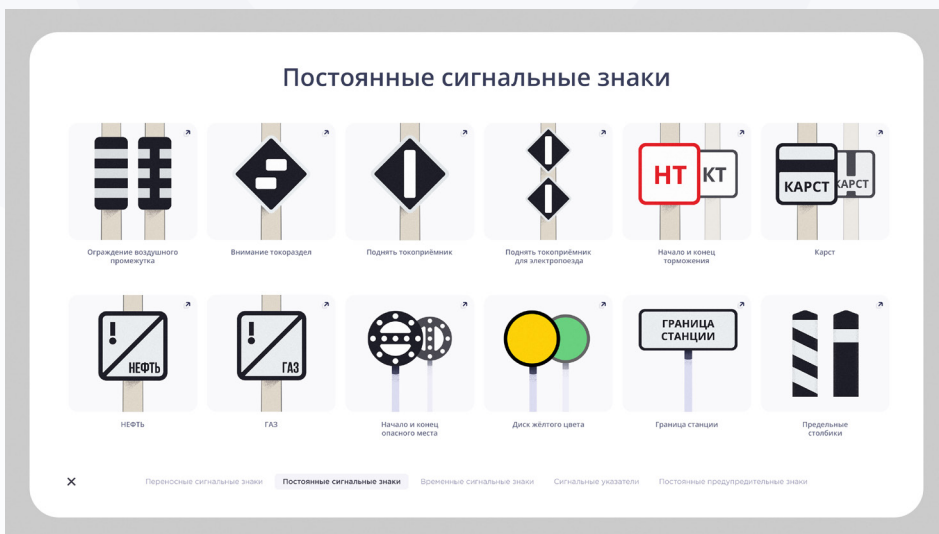 Постоянные сигнальные знаки
НТ
КТ
КАРСТ
КАРСТ
Ограждение воздушного
промежутка
Внимание токораздел
Поднять токоприёмник
Поднять токоприёмник
для электропоезда
Начало и конец
торможения
Карст
!
НЕФТЬ
!
ГАЗ
ГРАНИЦА
СТАНЦИИ
НЕФТЬ
ГАЗ
Начало и конец
опасного места
Диск жёлтого цвета
Граница станции
Предельные
столбики
Переносные сигнальные знаки
Постоянные сигнальные знаки
Временные сигнальные знаки
Сигнальные указатели
Постоянные предупредительные знаки